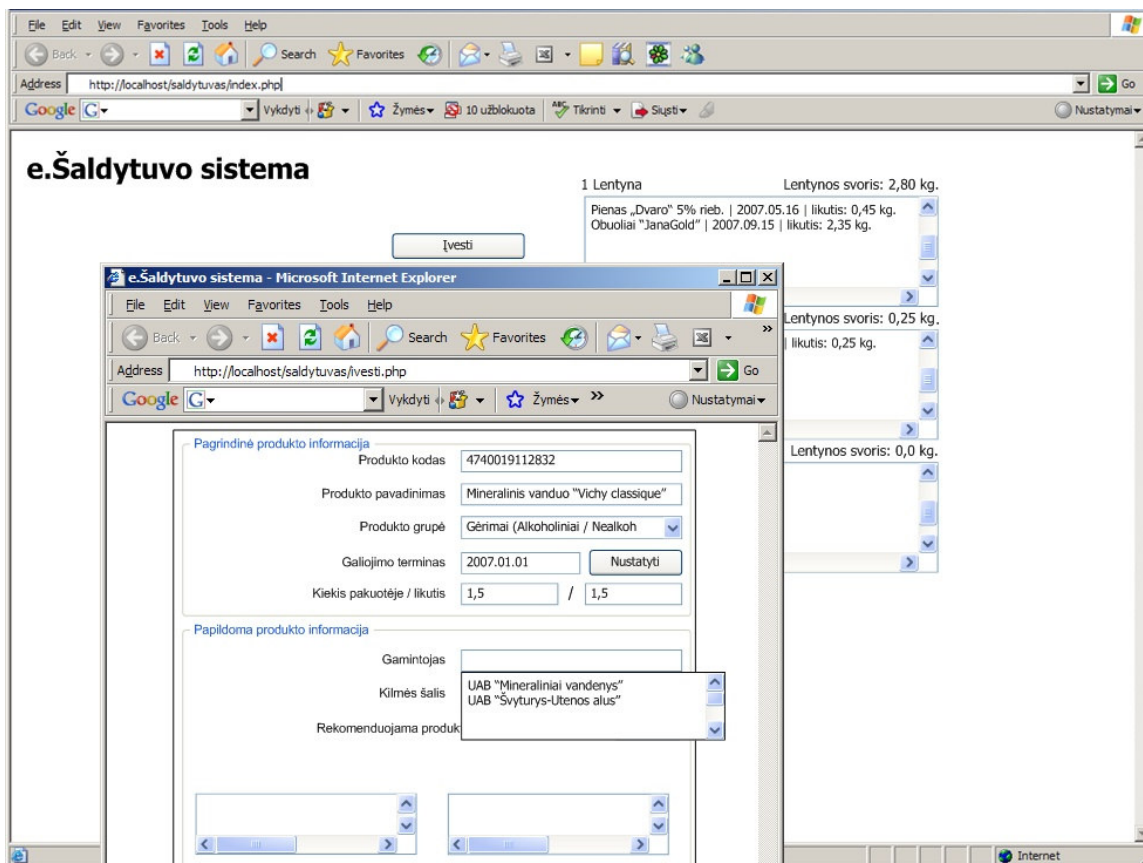 File Edit View Favorites Tools Help
Back Search Favorites
Address http://localhost/saldytuvas/index.php Go
Google G Vykdyti Žymės 10 užblokuota Tikrinti Siųsti Nustatymai
e.Šaldytuvo sistema
1 Lentyna Lentynos svoris: 2,80 kg.
Pienas „Dvaro” 5% rieb. | 2007.05.16 | likutis: 0,45 kg.
Obuoliai “JanaGold” | 2007.09.15 | likutis: 2,35 kg.
Įvesti
Lentynos svoris: 0,25 kg.
| likutis: 0,25 kg.
Lentynos svoris: 0,0 kg.
e.Šaldytuvo sistema - Microsoft Internet Explorer
File Edit View Favorites Tools Help
Back Search Favorites
Address http://localhost/saldytuvas/ivesti.php Go
Google G Vykdyti Žymės Nustatymai
Pagrindinė produkto informacija
Produkto kodas 4740019112832
Produkto pavadinimas Mineralinis vanduo “Vichy classique”
Produkto grupė Gėrimai (Alkoholiniai / Nealkoh
Galiojimo terminas 2007.01.01 Nustatyti
Kiekis pakuotėje / likutis 1,5 / 1,5
Papildoma produkto informacija
Gamintojas
Kilmės šalis
UAB “Mineraliniai vandenys”
UAB “Švyturys-Utenos alus”
Rekomenduojama produk
Internet